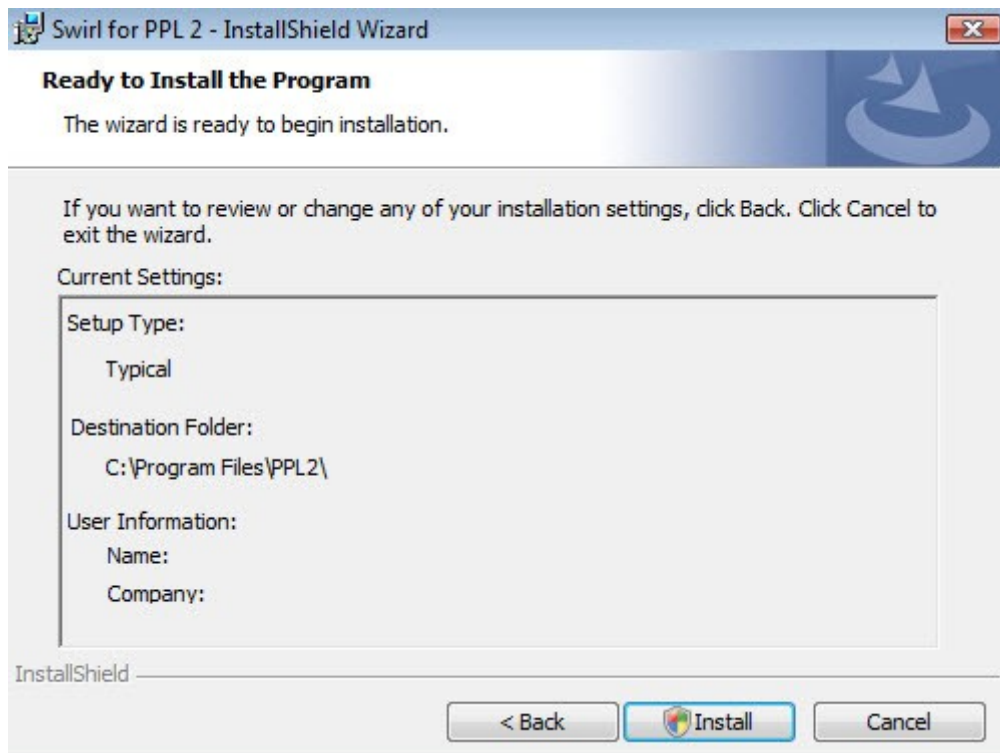 Swirl for PPL 2 - InstallShield Wizard
Ready to Install the Program
The wizard is ready to begin installation.
If you want to review or change any of your installation settings, click Back. Click Cancel to
exit the wizard.
Current Settings:
Setup Type:
Typical
Destination Folder:
C:\Program Files\PPL2\
User Information:
Name:
Company:
InstallShield
< Back
Install
Cancel